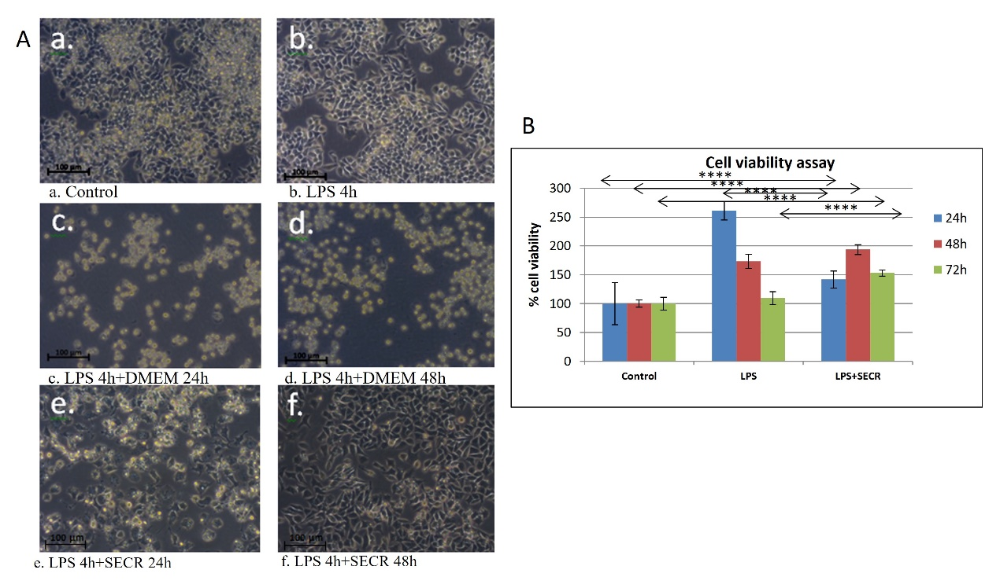 A
a.
100 µm
a. Control
b.
100 µm
b. LPS 4h
c.
100 µm
c. LPS 4h+DMEM 24h
d.
100 µm
d. LPS 4h+DMEM 48h
e.
100 µm
e. LPS 4h+SECR 24h
f.
100 µm
f. LPS 4h+SECR 48h
B
Cell viability assay
****
****
****
****
****
% cell viability
300
250
200
150
100
50
0
Control LPS LPS+SECR
24h
48h
72h